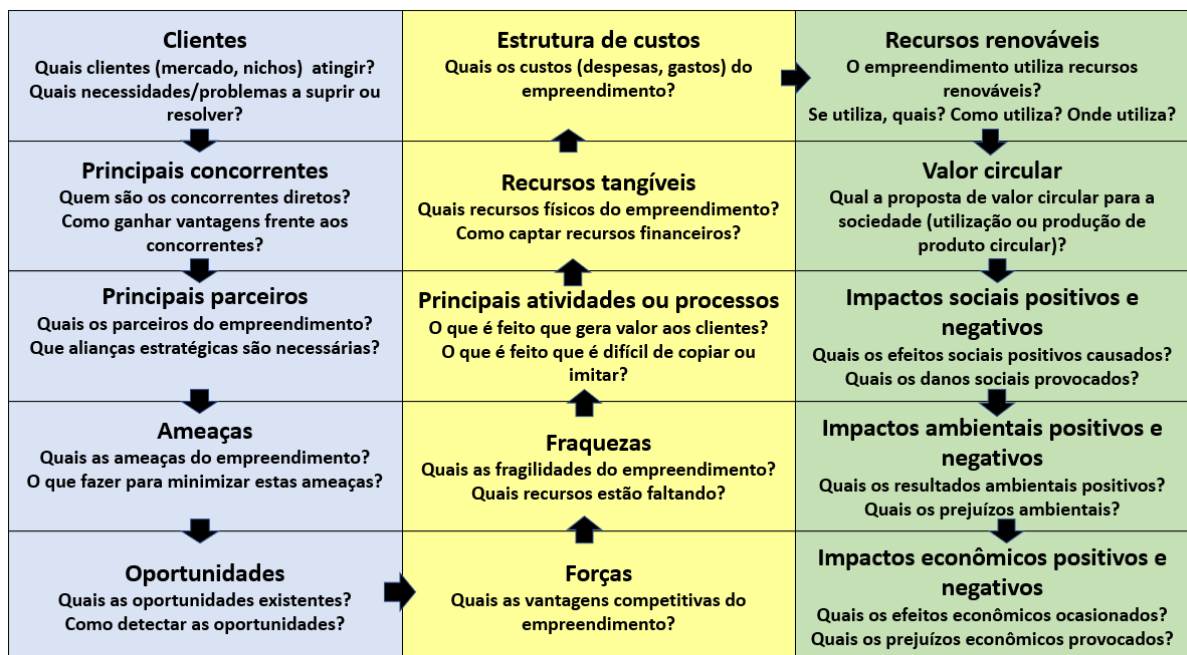 Clientes
Quais clientes (mercado, nichos) atingir?
Quais necessidades/problemas a suprir ou
resolver?
Principais concorrentes
Quem são os concorrentes diretos?
Como ganhar vantagens frente aos
concorrentes?
Principais parceiros
Quais os parceiros do empreendimento?
Que alianças estratégicas são necessárias?
Ameaças
Quais as ameaças do empreendimento?
O que fazer para minimizar estas ameaças?
Oportunidades
Quais as oportunidades existentes?
Como detectar as oportunidades?
Estrutura de custos
Quais os custos (despesas, gastos) do
empreendimento?
Recursos tangíveis
Quais recursos físicos do empreendimento?
Como captar recursos financeiros?
Principais atividades ou processos
O que é feito que gera valor aos clientes?
O que é feito que é difícil de copiar ou
imitar?
Fraquezas
Quais as fragilidades do empreendimento?
Quais recursos estão faltando?
Forças
Quais as vantagens competitivas do
empreendimento?
Recursos renováveis
O empreendimento utiliza recursos
renováveis?
Se utiliza, quais? Como utiliza? Onde utiliza?
Valor circular
Qual a proposta de valor circular para a
sociedade (utilização ou produção de
produto circular)?
Impactos sociais positivos e
negativos
Quais os efeitos sociais positivos causados?
Quais os danos sociais provocados?
Impactos ambientais positivos e
negativos
Quais os resultados ambientais positivos?
Quais os prejuízos ambientais?
Impactos econômicos positivos e
negativos
Quais os efeitos econômicos ocasionados?
Quais os prejuízos econômicos provocados?